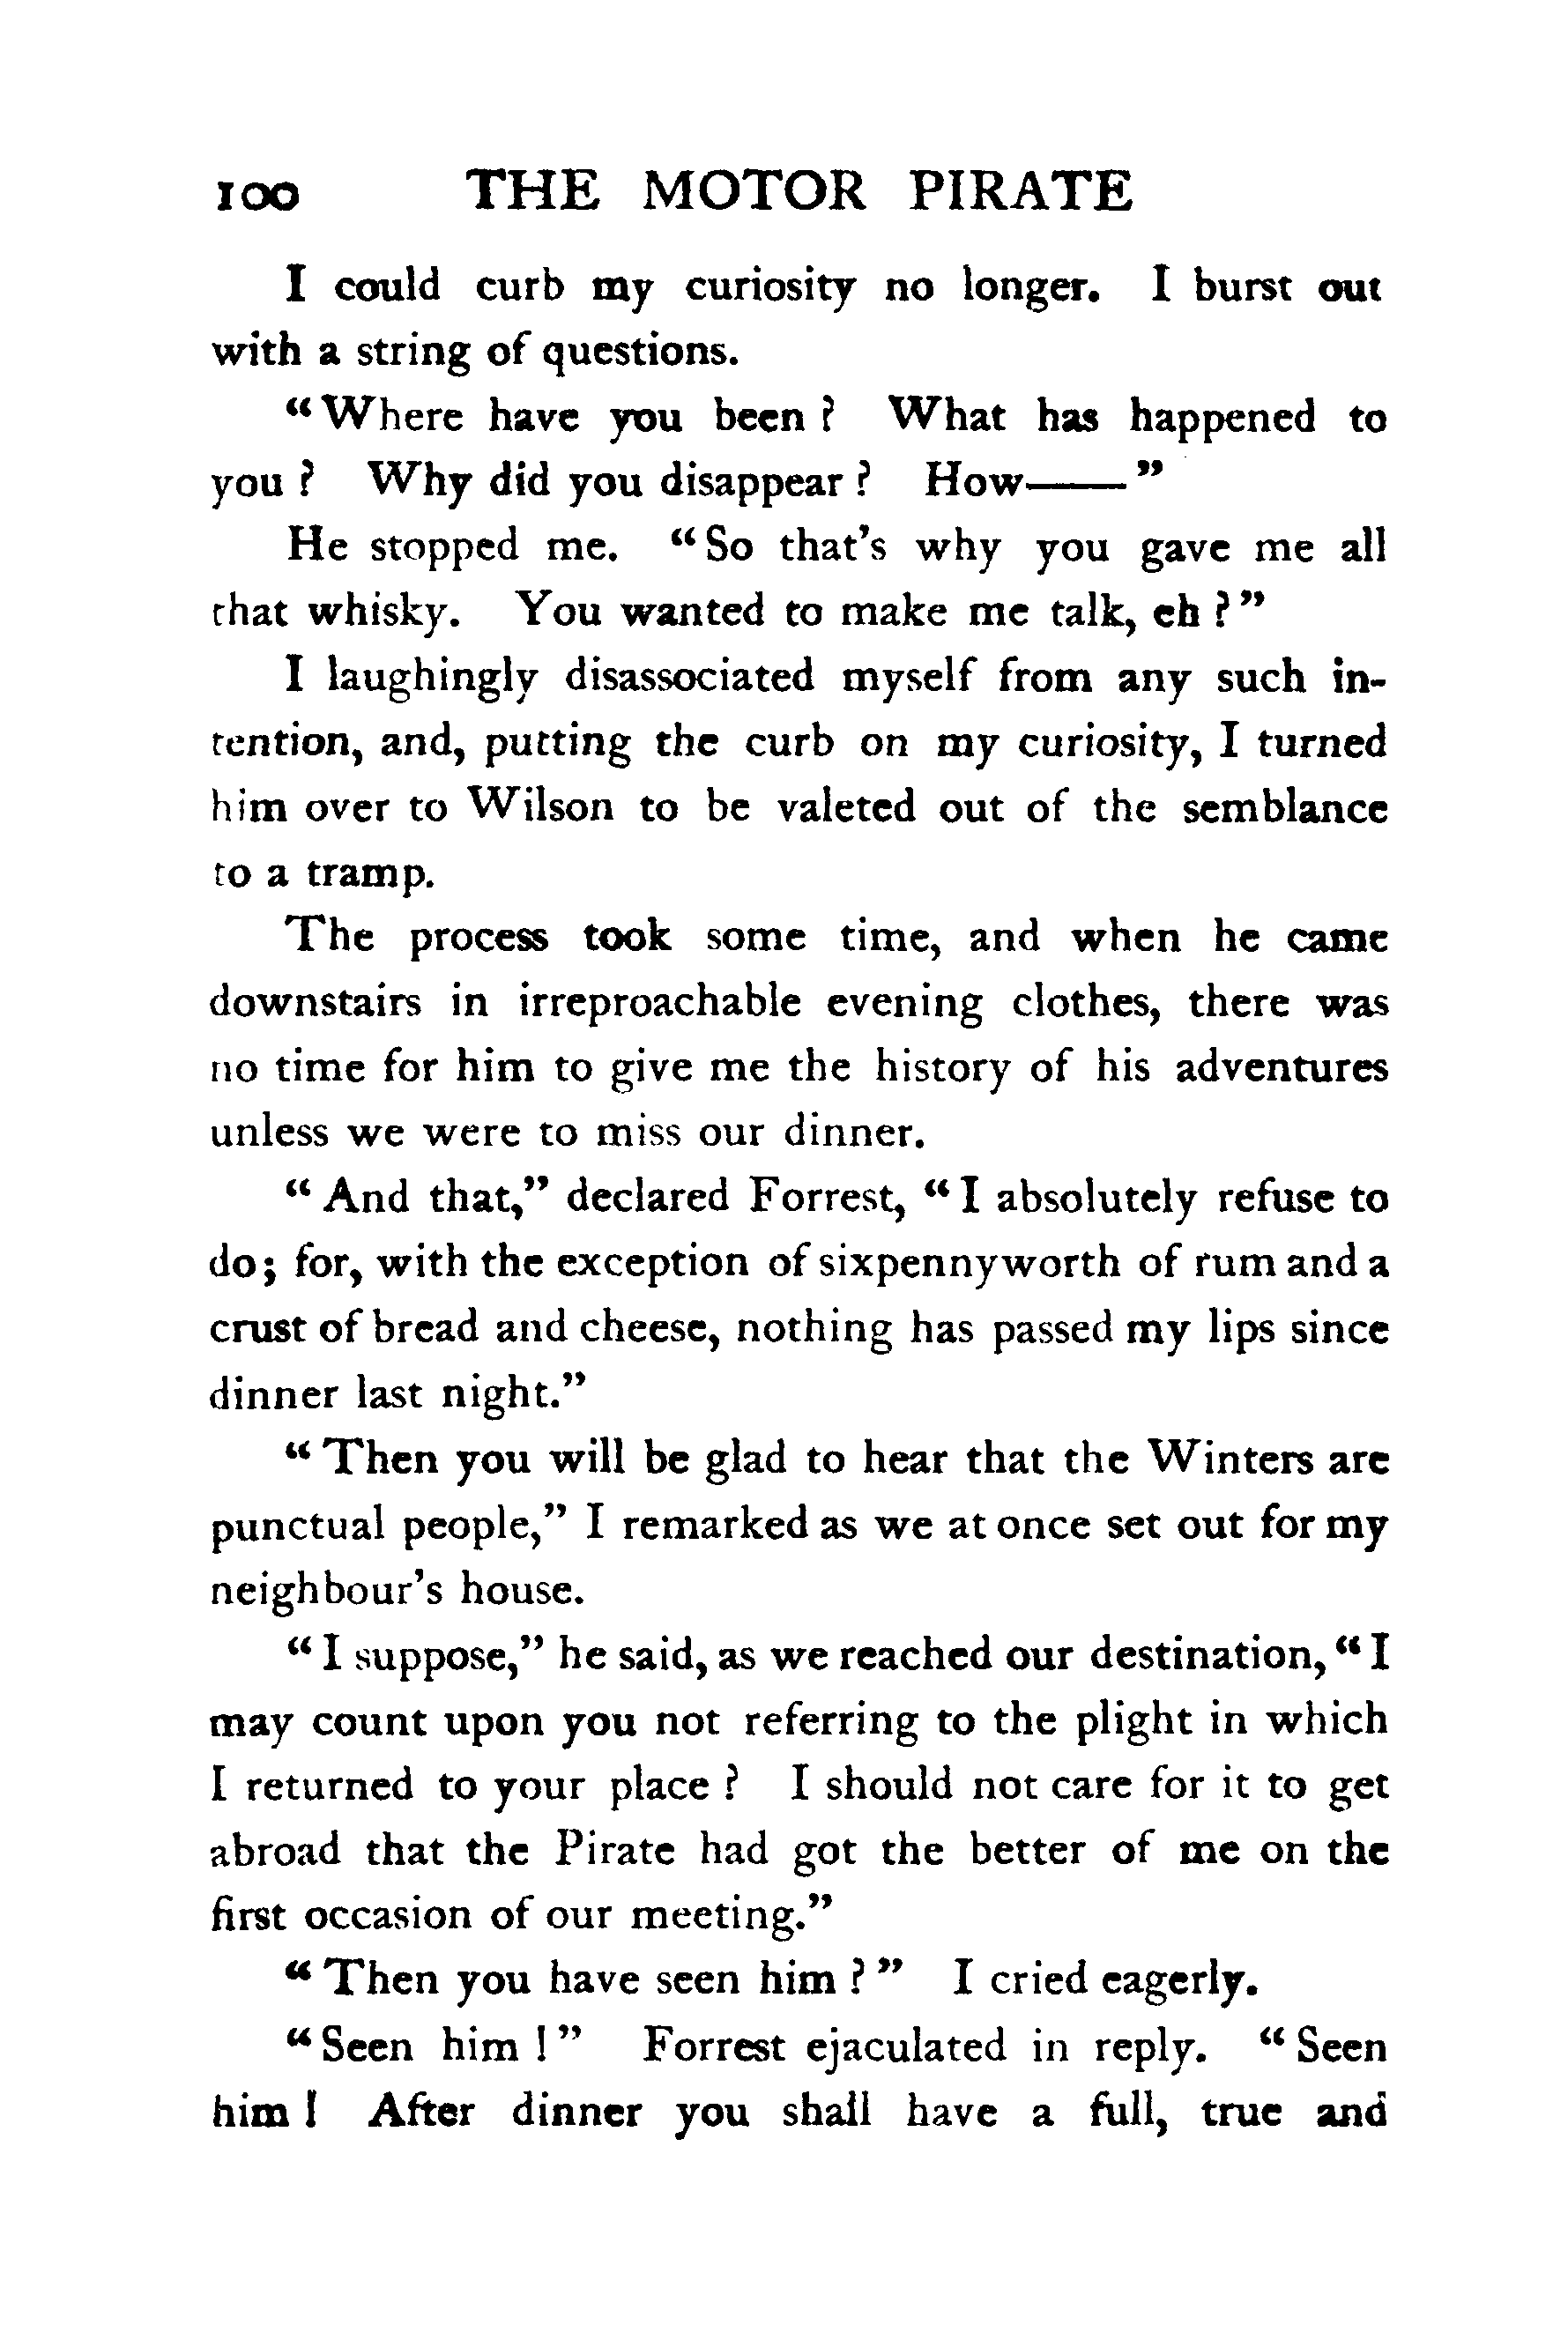 100 THE MOTOR PIRATE
I could curb my curiosity no longer. I burst out
with a string of questions.
“Where have you been ? What has happened to
you ? Why did you disappear ? How——”
He stopped me. “So that’s why you gave me all
that whisky. You wanted to make me talk, eh ?”
I laughingly disassociated myself from any such in-
tention, and, putting the curb on my curiosity, I turned
him over to Wilson to be valeted out of the semblance
to a tramp.
The process took some time, and when he came
downstairs in irreproachable evening clothes, there was
no time for him to give me the history of his adventures
unless we were to miss our dinner.
“And that,” declared Forrest, “I absolutely refuse to
do; for, with the exception of sixpennyworth of rum and a
crust of bread and cheese, nothing has passed my lips since
dinner last night.”
“Then you will be glad to hear that the Winters are
punctual people,” I remarked as we at once set out for my
neighbour’s house.
“I suppose,” he said, as we reached our destination, “I
may count upon you not referring to the plight in which
I returned to your place ? I should not care for it to get
abroad that the Pirate had got the better of me on the
first occasion of our meeting.”
“Then you have seen him ?” I cried eagerly.
“Seen him !” Forrest ejaculated in reply. “Seen
him ! After dinner you shall have a full, true and